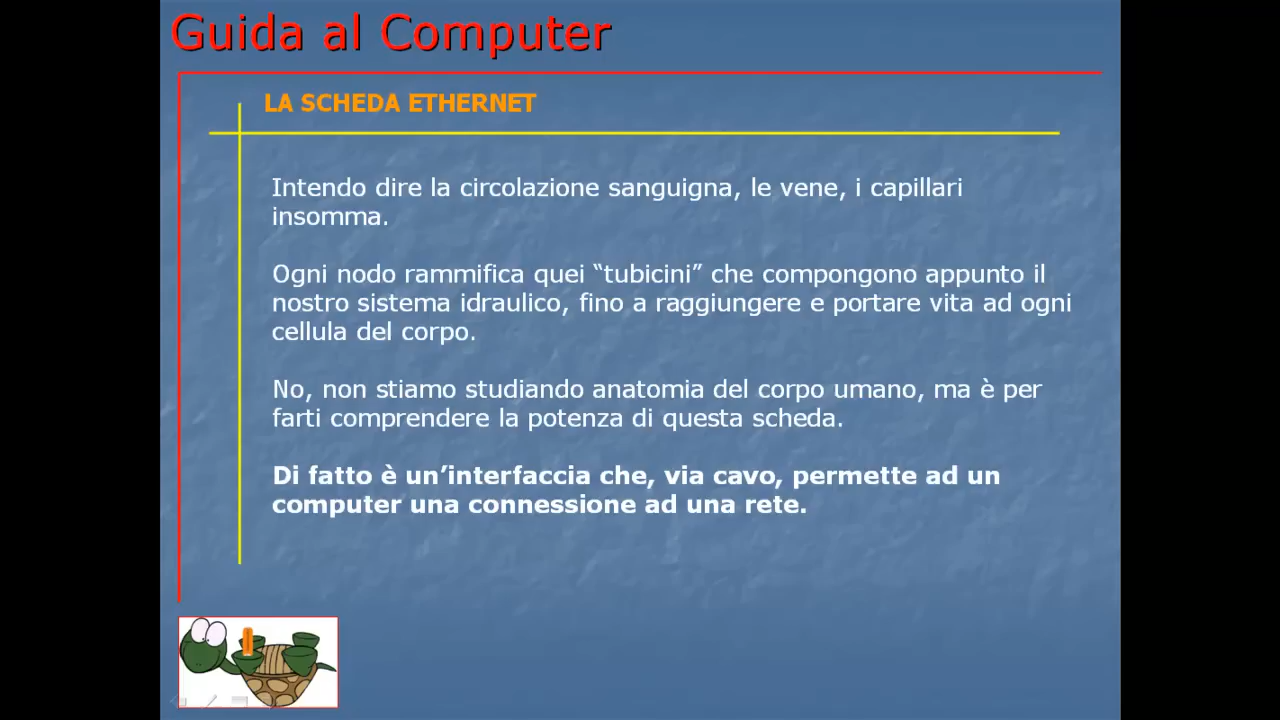 Guida al Computer
LA SCHEDA ETHERNET
Intendo dire la circolazione sanguigna, le vene, i capillari
insomma.
Ogni nodo rammifica quei “tubicini” che compongono appunto il
nostro sistema idraulico, fino a raggiungere e portare vita ad ogni
cellula del corpo.
No, non stiamo studiando anatomia del corpo umano, ma è per
farti comprendere la potenza di questa scheda.
Di fatto è un’interfaccia che, via cavo, permette ad un
computer una connessione ad una rete.